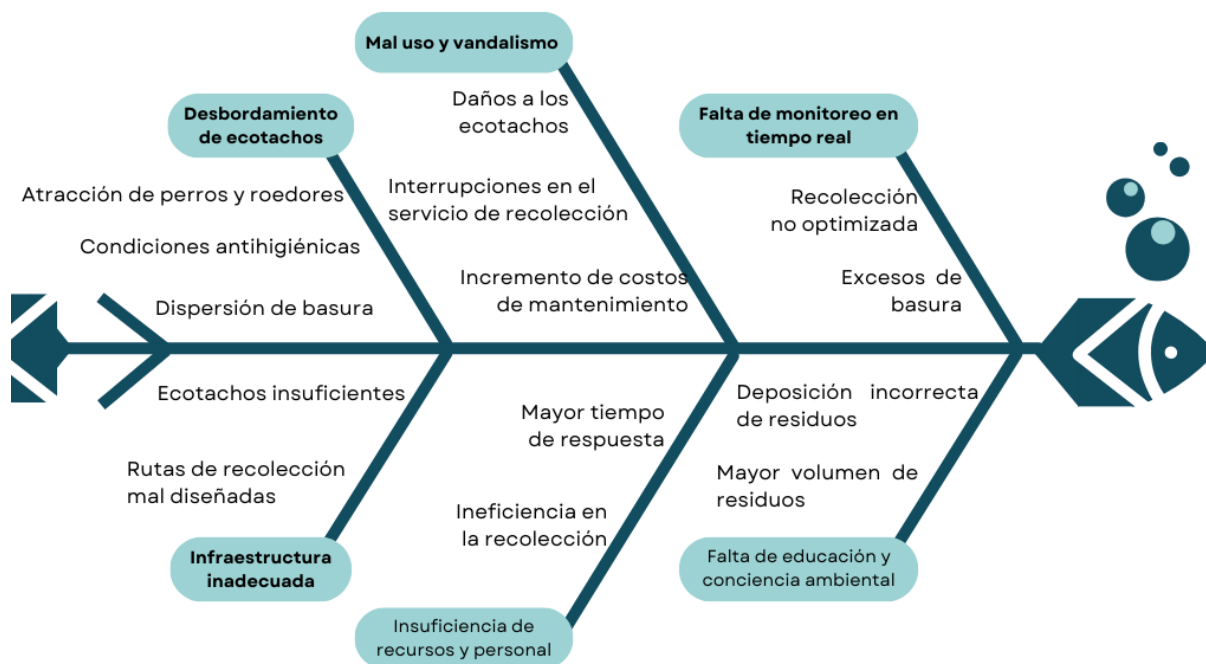 Mal uso y vandalismo
Daños a los
ecotachos
Interrupciones en el
servicio de recolección
Incremento de costos
de mantenimiento
Desbordamiento
de ecotachos
Atracción de perros y roedores
Condiciones antihigiénicas
Dispersión de basura
Falta de monitoreo en
tiempo real
Recolección
no optimizada
Excesos de
basura
Ecotachos insuficientes
Rutas de recolección
mal diseñadas
Infraestructura
inadecuada
Mayor tiempo
de respuesta
Ineficiencia en
la recolección
Insuficiencia de
recursos y personal
Deposición incorrecta
de residuos
Mayor volumen de
residuos
Falta de educación y
conciencia ambiental